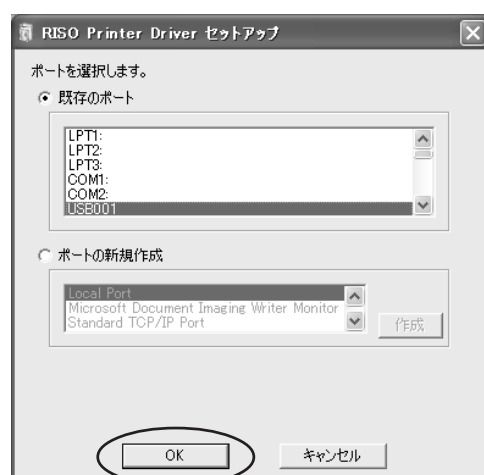 RISO Printer Driver セットアップ
ポートを選択します。
既存のポート
LPT1:
LPT2:
LPT3:
COM1:
COM2:
USB001
ポートの新規作成
Local Port
Microsoft Document Imaging Writer Monitor
Standard TCP/IP Port
作成
OK
キャンセル